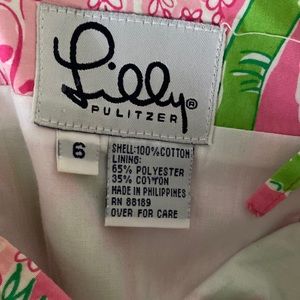 Lilly®
PULITZER
6
SHELL:100%COTTON
LINING:
65% POLYESTER
35% COTTON
MADE IN PHILIPPINES
RN 88189
OVER FOR CARE